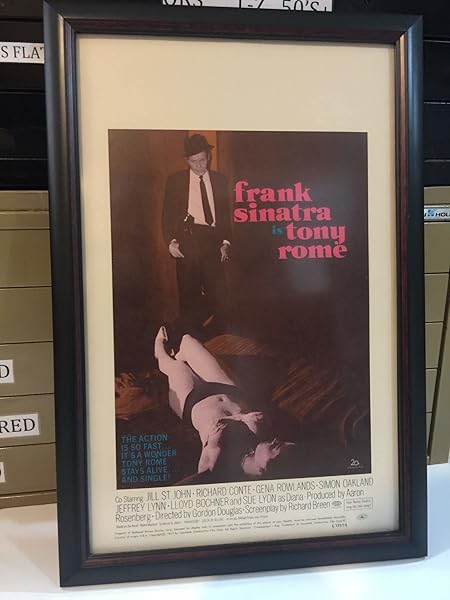 1-Z 50'S+
S FLAT
frank
sinatra
is tony
rome
THE ACTION
IS SO FAST...
IT'S A WONDER
TONY ROME
STAYS ALIVE...
AND SINGLE!
Co Starring JILL ST. JOHN · RICHARD CONTE · GENA ROWLANDS · SIMON OAKLAND
JEFFREY LYNN · LLOYD BOCHNER and SUE LYON as Diana · Produced by Aaron
Rosenberg · Directed by Gordon Douglas · Screenplay by Richard Breen
D
RED